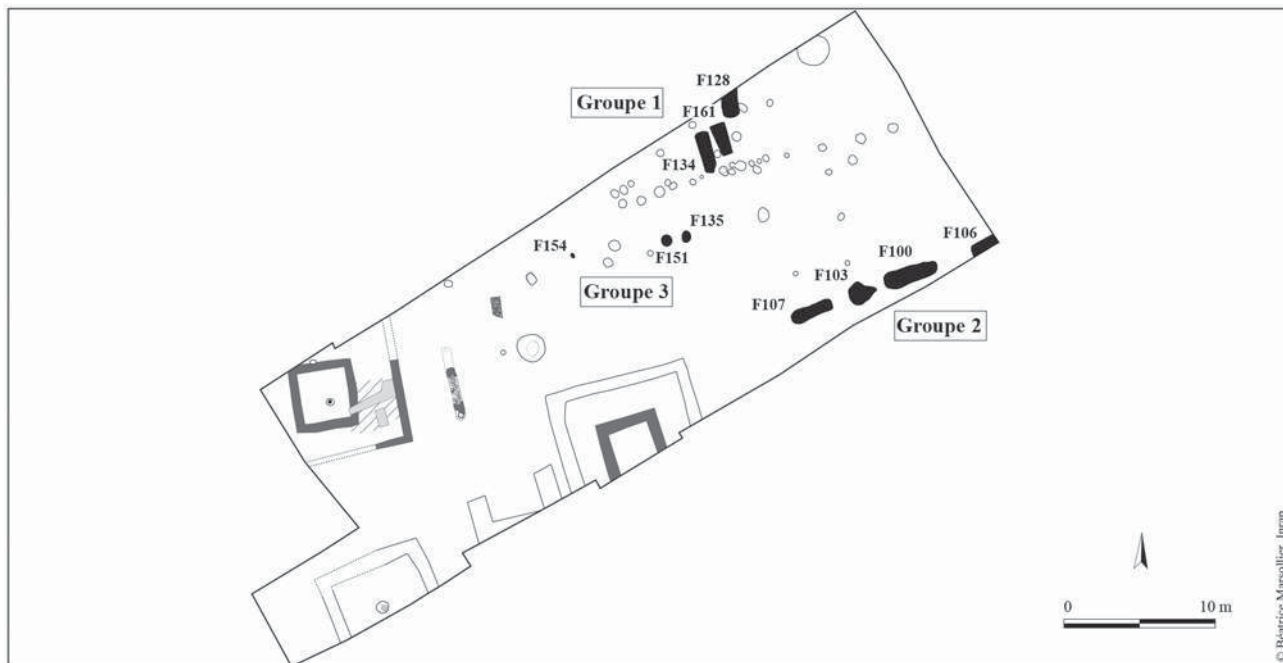 F128
Groupe 1
F161
F134
F135
F154
F151
F106
F100
Groupe 3
F103
F107
Groupe 2
0 10 m
© Béatrice Marsollier, Inrap